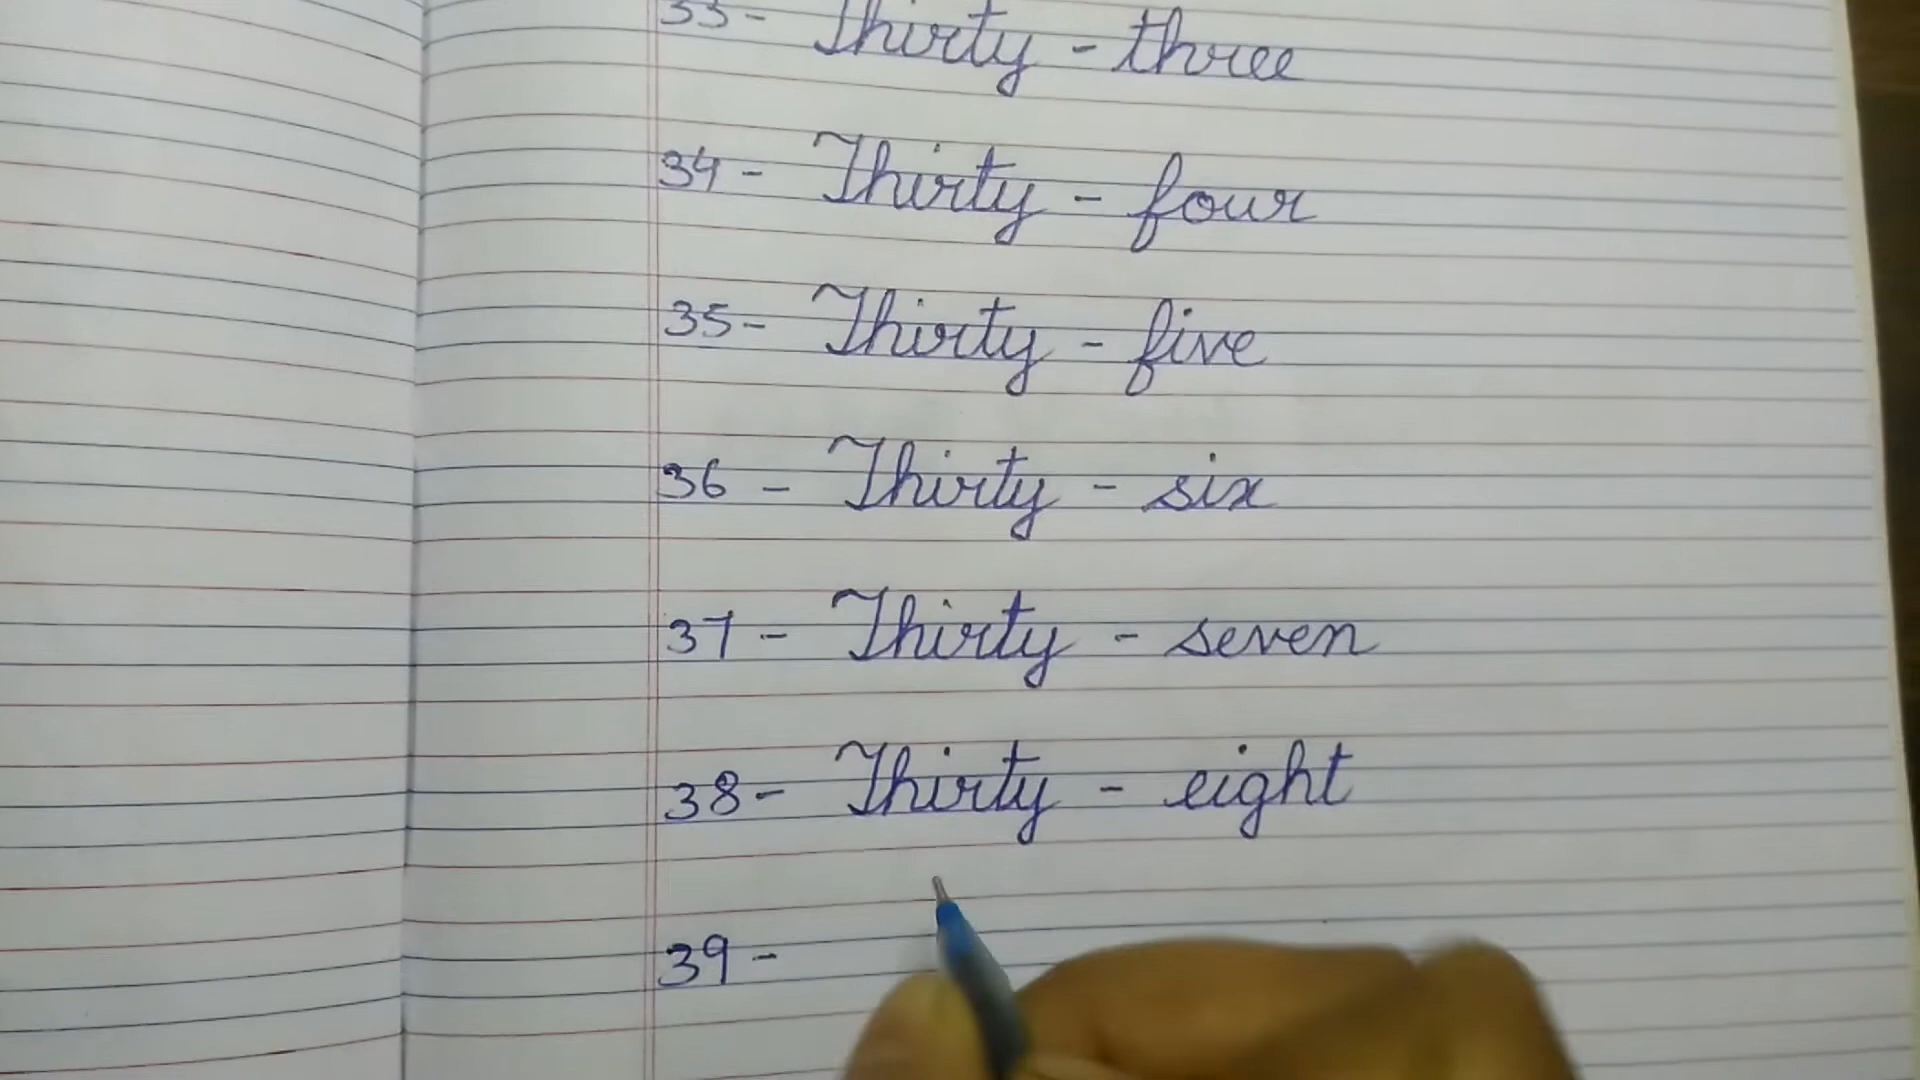 33 - Thirty - three
34 - Thirty - four
35 - Thirty - five
36 - Thirty - six
37 - Thirty - seven
38 - Thirty - eight
39 -